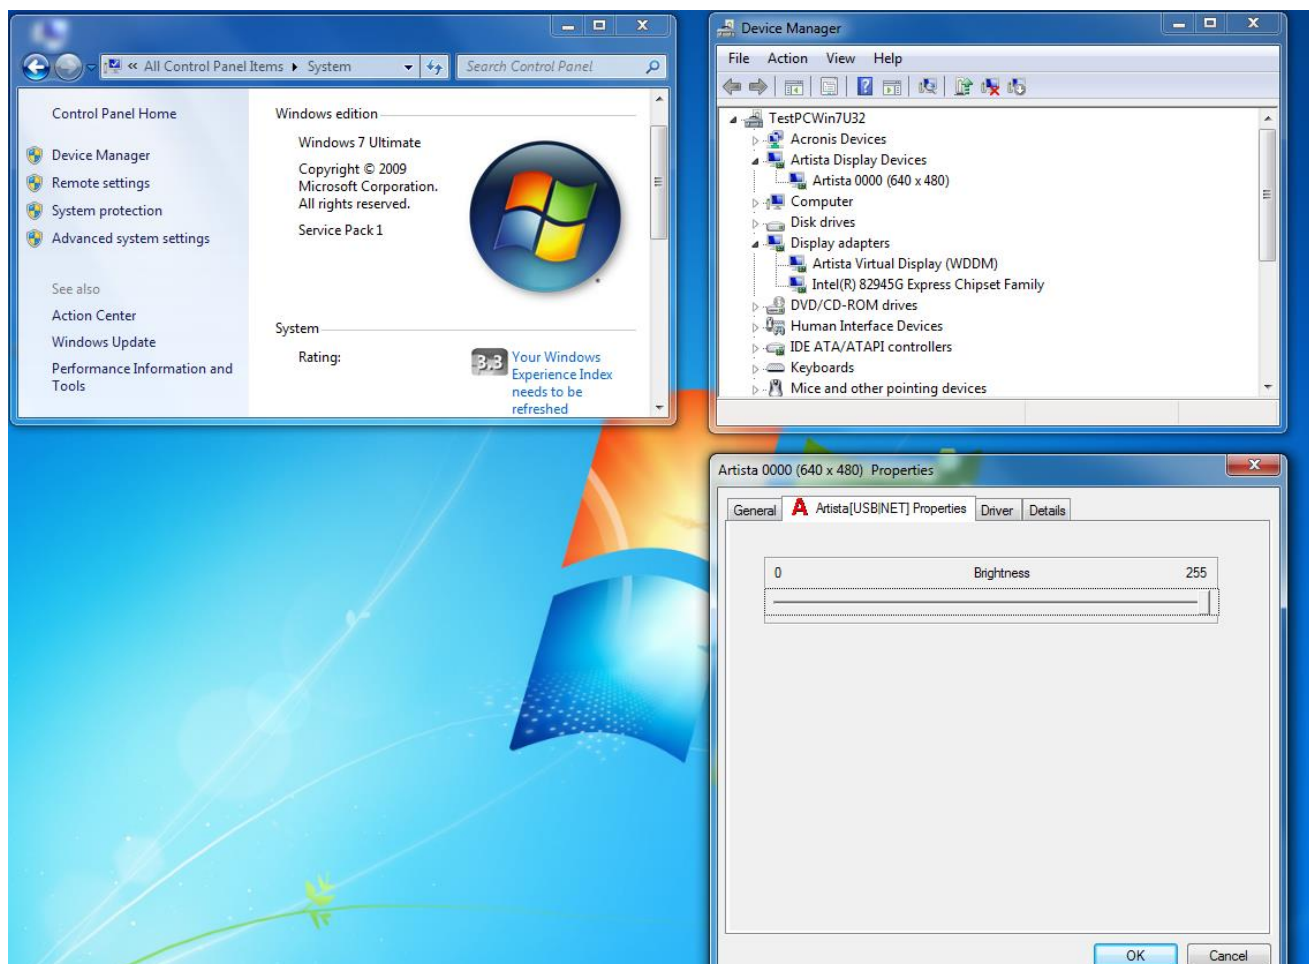 « All Control Panel Items ▸ System
Search Control Panel
Control Panel Home
Device Manager
Remote settings
System protection
Advanced system settings
See also
Action Center
Windows Update
Performance Information and
Tools
Windows edition
Windows 7 Ultimate
Copyright © 2009
Microsoft Corporation.
All rights reserved.
Service Pack 1
System
Rating:
3,3
Your Windows
Experience Index
needs to be
refreshed
Device Manager
File Action View Help
TestPCWin7U32
Acronis Devices
Artista Display Devices
Artista 0000 (640 x 480)
Computer
Disk drives
Display adapters
Artista Virtual Display (WDDM)
Intel(R) 82945G Express Chipset Family
DVD/CD-ROM drives
Human Interface Devices
IDE ATA/ATAPI controllers
Keyboards
Mice and other pointing devices
Artista 0000 (640 x 480) Properties
General A Artista[USB|NET] Properties Driver Details
0 Brightness 255
OK Cancel